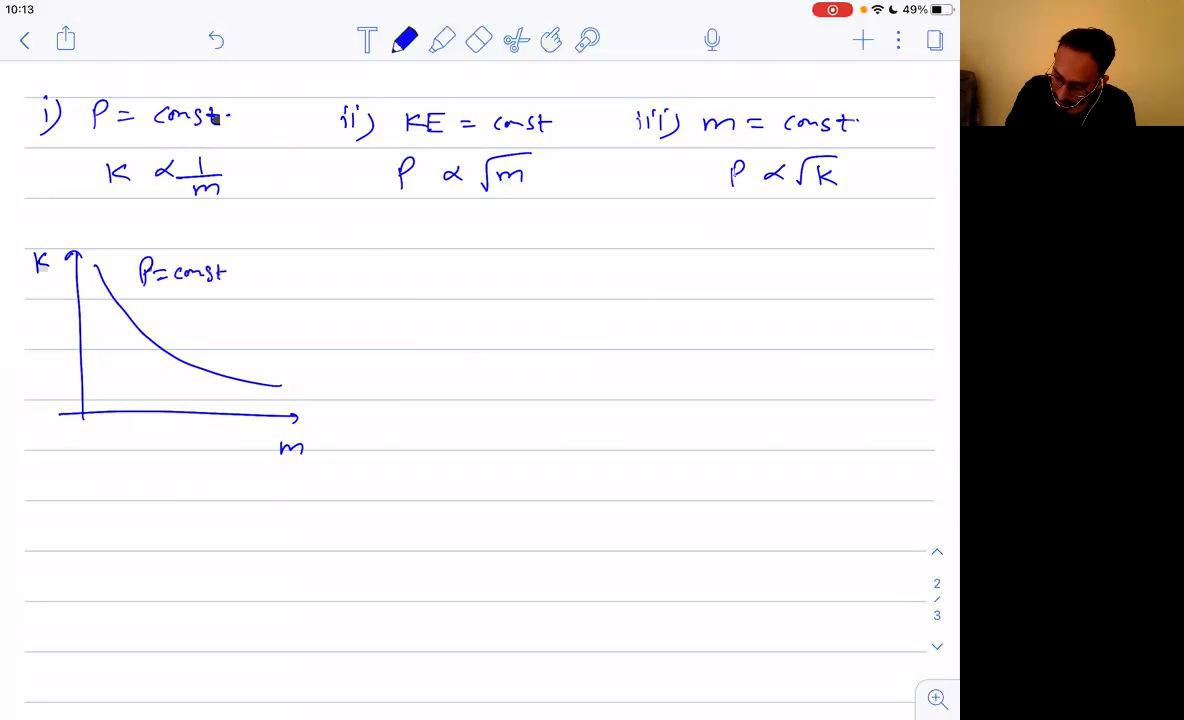 10:13
49%
i) P = const.
ii) KE = const
iii) m = const.
K ∝ 1/m
P ∝ √m
P ∝ √K
K
P = const
m
2
/
3